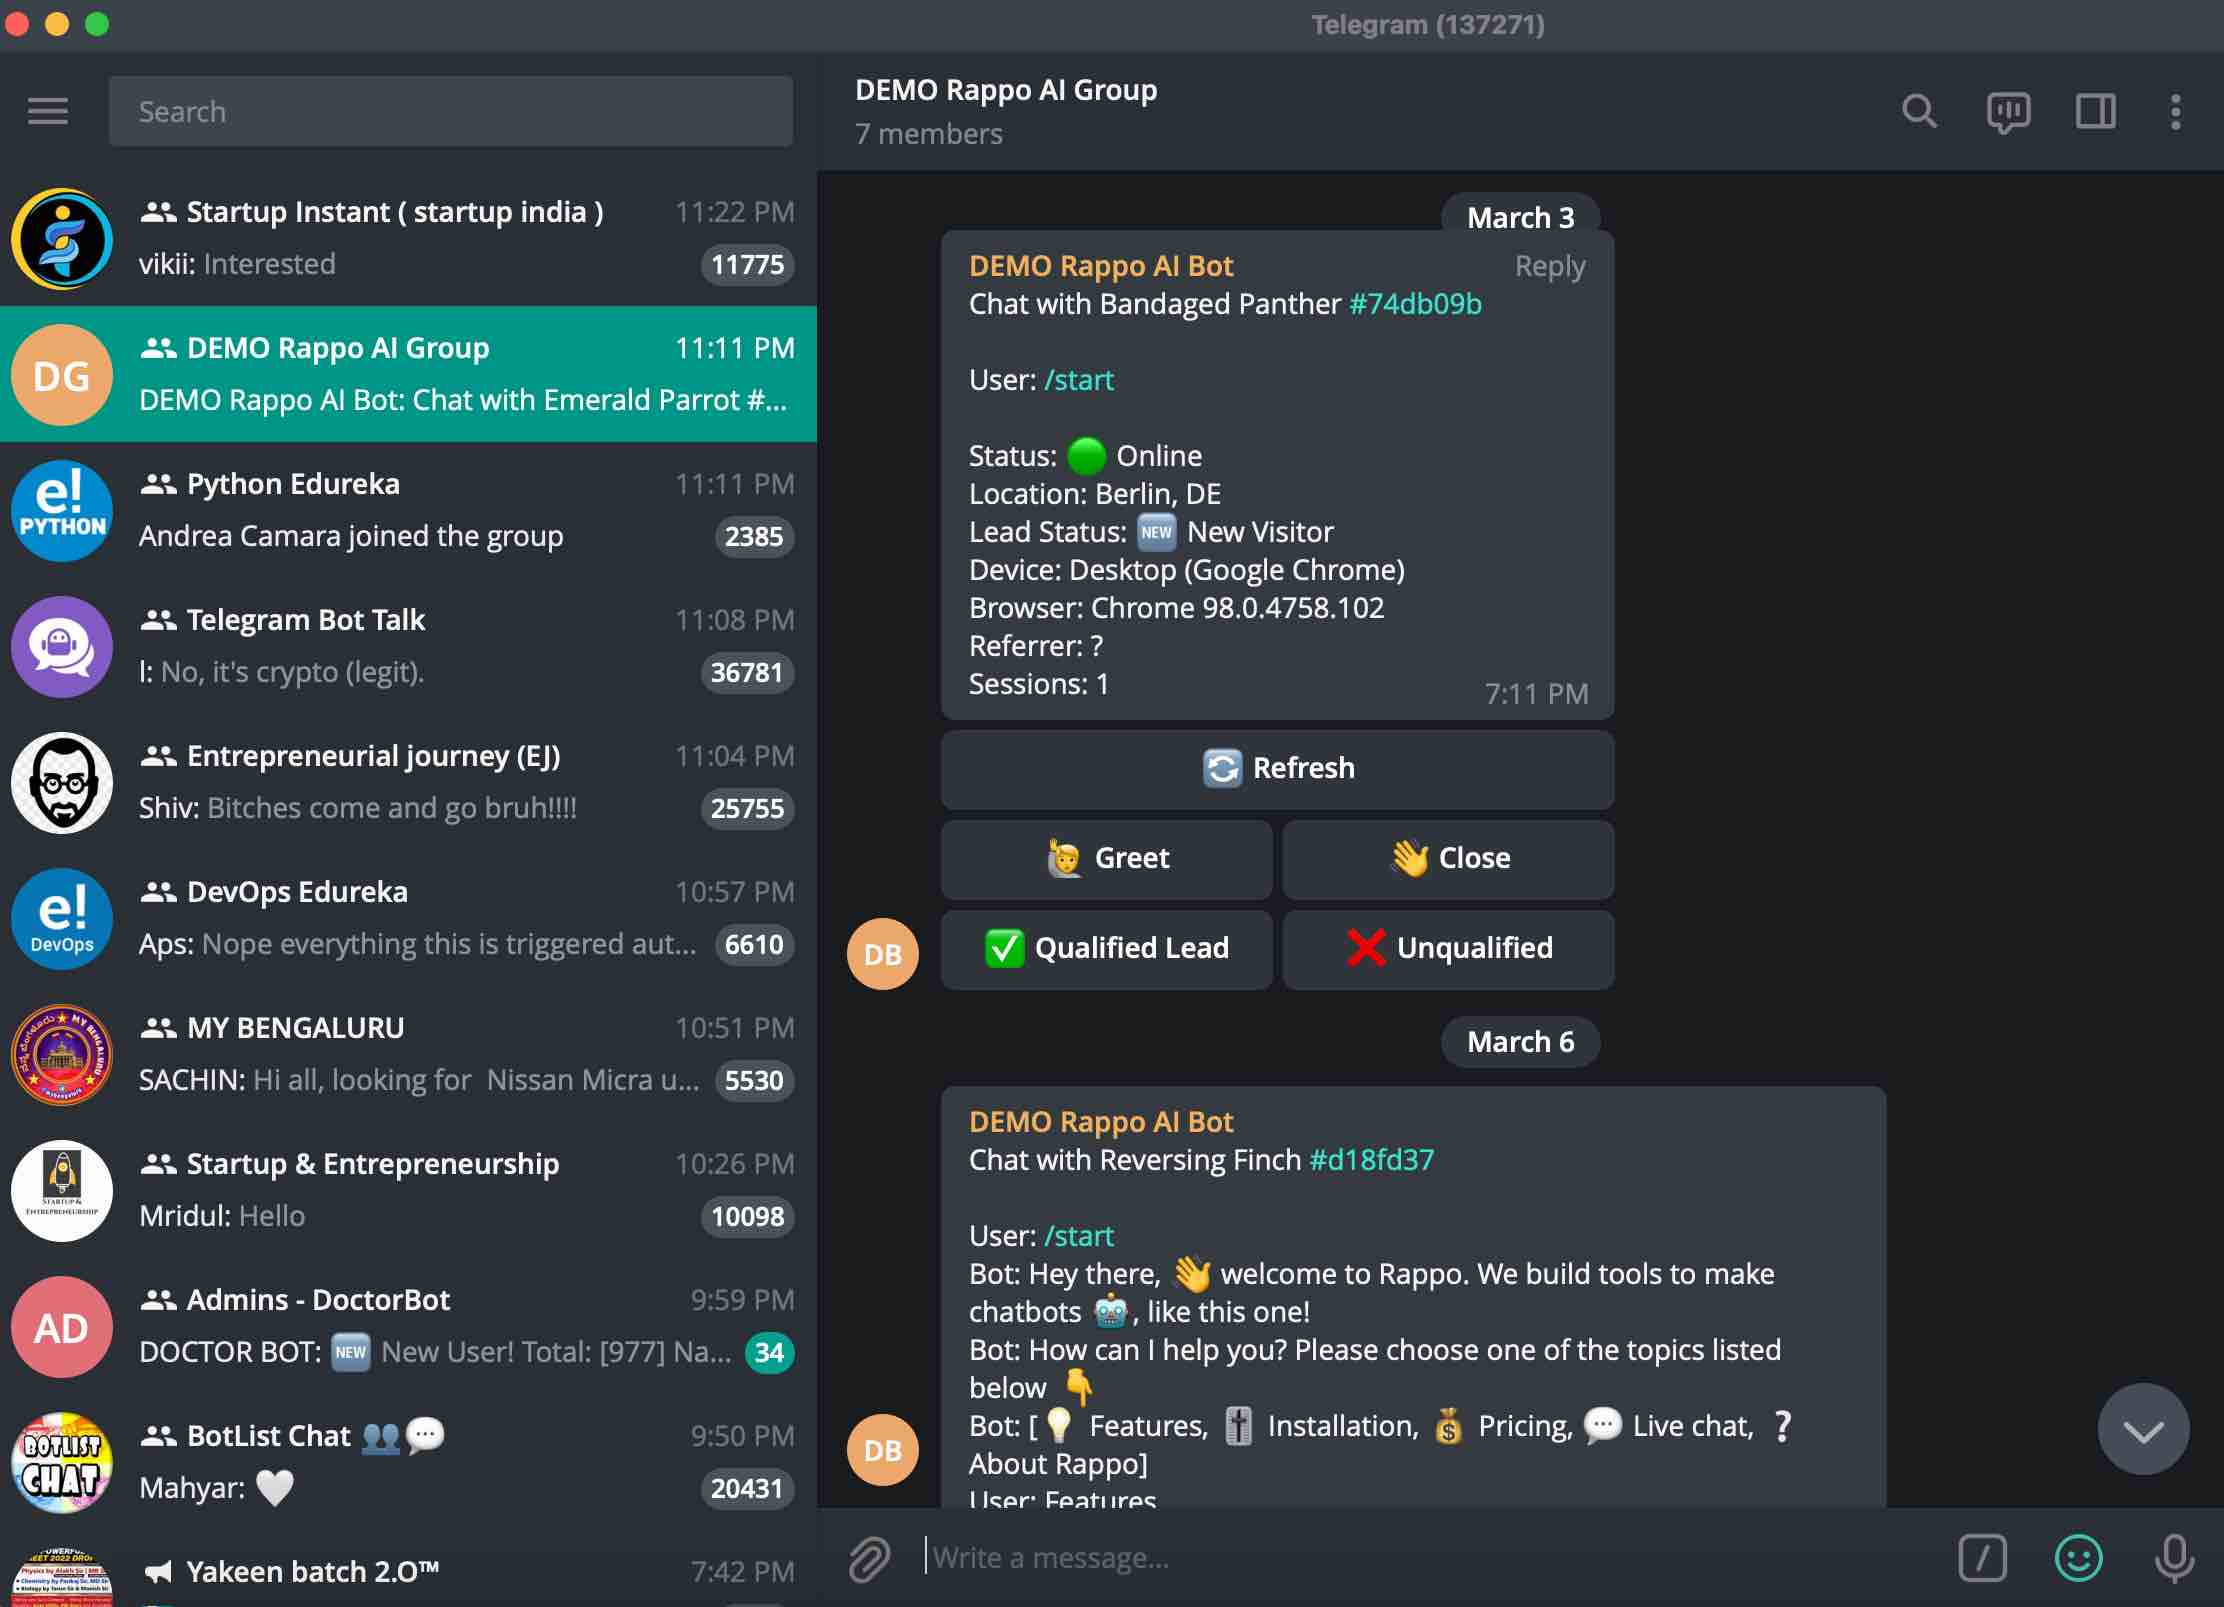 Telegram (137271)
Search
Startup Instant ( startup india ) 11:22 PM
vikii: Interested 11775
DG
DEMO Rappo AI Group 11:11 PM
DEMO Rappo AI Bot: Chat with Emerald Parrot #...
e!
PYTHON
Python Edureka 11:11 PM
Andrea Camara joined the group 2385
Telegram Bot Talk 11:08 PM
I: No, it's crypto (legit). 36781
Entrepreneurial journey (EJ) 11:04 PM
Shiv: Bitches come and go bruh!!!! 25755
e!
DevOps
DevOps Edureka 10:57 PM
Aps: Nope everything this is triggered aut... 6610
MY BENGALURU
MY BENGALURU 10:51 PM
SACHIN: Hi all, looking for Nissan Micra u... 5530
STARTUP &
ENTREPRENEURSHIP
Startup & Entrepreneurship 10:26 PM
Mridul: Hello 10098
AD
Admins - DoctorBot 9:59 PM
DOCTOR BOT: 🆕 New User! Total: [977] Na... 34
BOTLIST
CHAT
BotList Chat 👥💬 9:50 PM
Mahyar: 🤍 20431
Yakeen batch 2.O™ 7:42 PM
DEMO Rappo AI Group
7 members
March 3
DEMO Rappo AI Bot Reply
Chat with Bandaged Panther #74db09b
User: /start
Status: 🟢 Online
Location: Berlin, DE
Lead Status: 🆕 New Visitor
Device: Desktop (Google Chrome)
Browser: Chrome 98.0.4758.102
Referrer: ?
Sessions: 1 7:11 PM
🔄 Refresh
🙋 Greet
👋 Close
DB
✅ Qualified Lead
❌ Unqualified
March 6
DEMO Rappo AI Bot
Chat with Reversing Finch #d18fd37
User: /start
Bot: Hey there, 👋 welcome to Rappo. We build tools to make
chatbots 🤖, like this one!
Bot: How can I help you? Please choose one of the topics listed
below 👇
Bot: [💡 Features, 🎚 Installation, 💰 Pricing, 💬 Live chat, ❔
About Rappo]
User: Features
DB
Write a message...